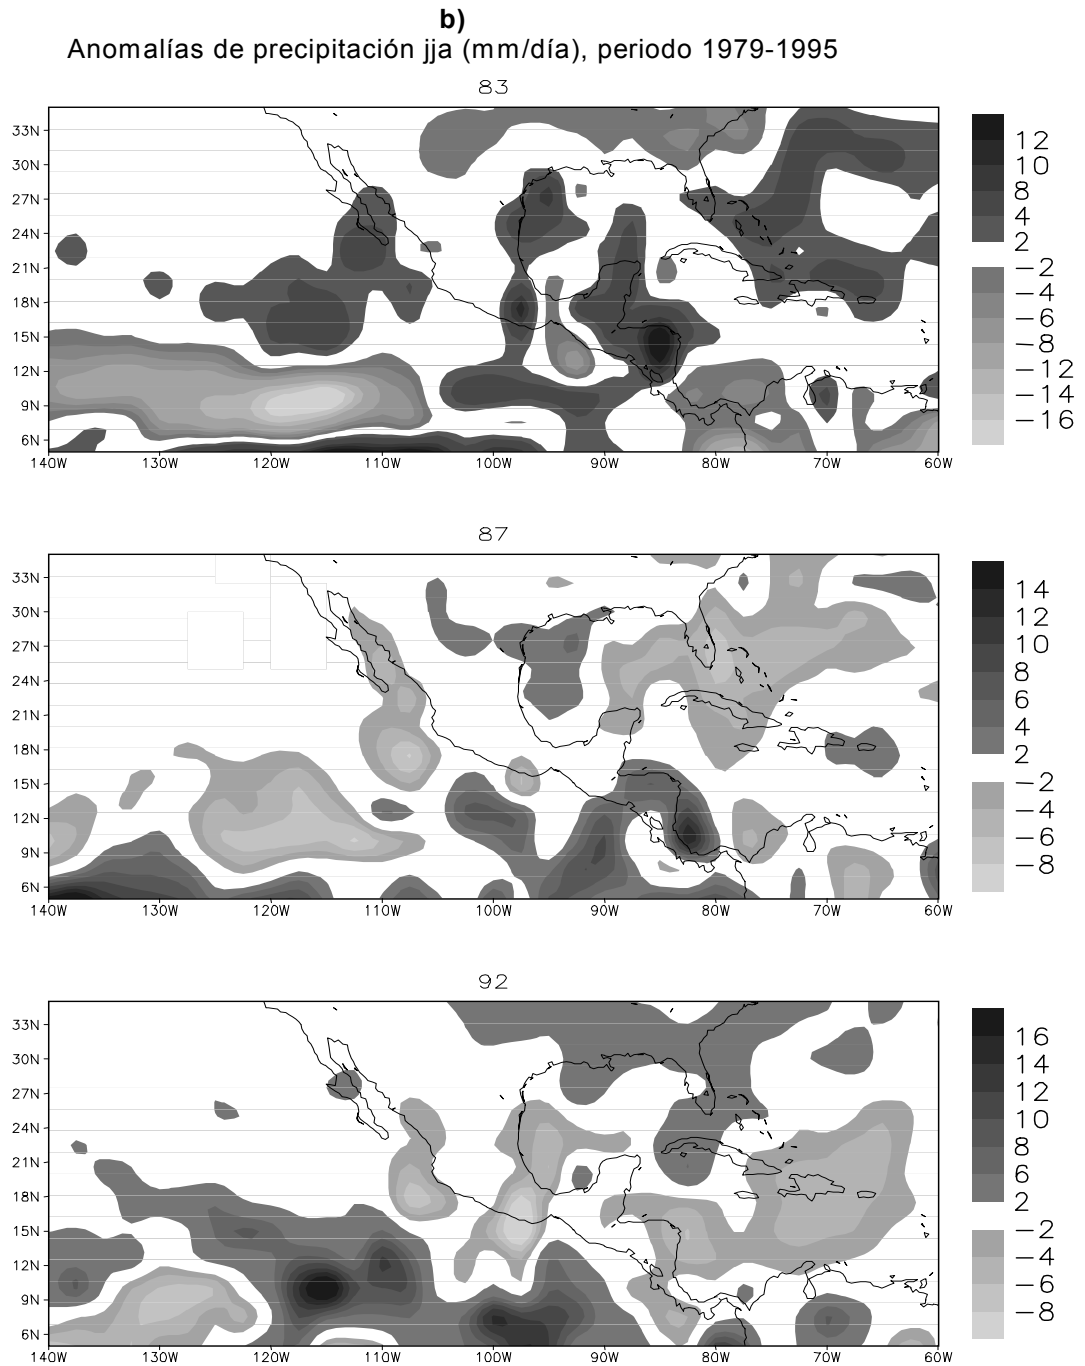 b)
Anomalías de precipitación jja (mm/día), periodo 1979-1995
83
33N
30N
27N
24N
21N
18N
15N
12N
9N
6N
140W 130W 120W 110W 100W 90W 80W 70W 60W
12
10
8
4
2
−2
−4
−6
−8
−12
−14
−16
87
33N
30N
27N
24N
21N
18N
15N
12N
9N
6N
140W 130W 120W 110W 100W 90W 80W 70W 60W
14
12
10
8
6
4
2
−2
−4
−6
−8
92
33N
30N
27N
24N
21N
18N
15N
12N
9N
6N
140W 130W 120W 110W 100W 90W 80W 70W 60W
16
14
12
10
8
6
2
−2
−4
−6
−8